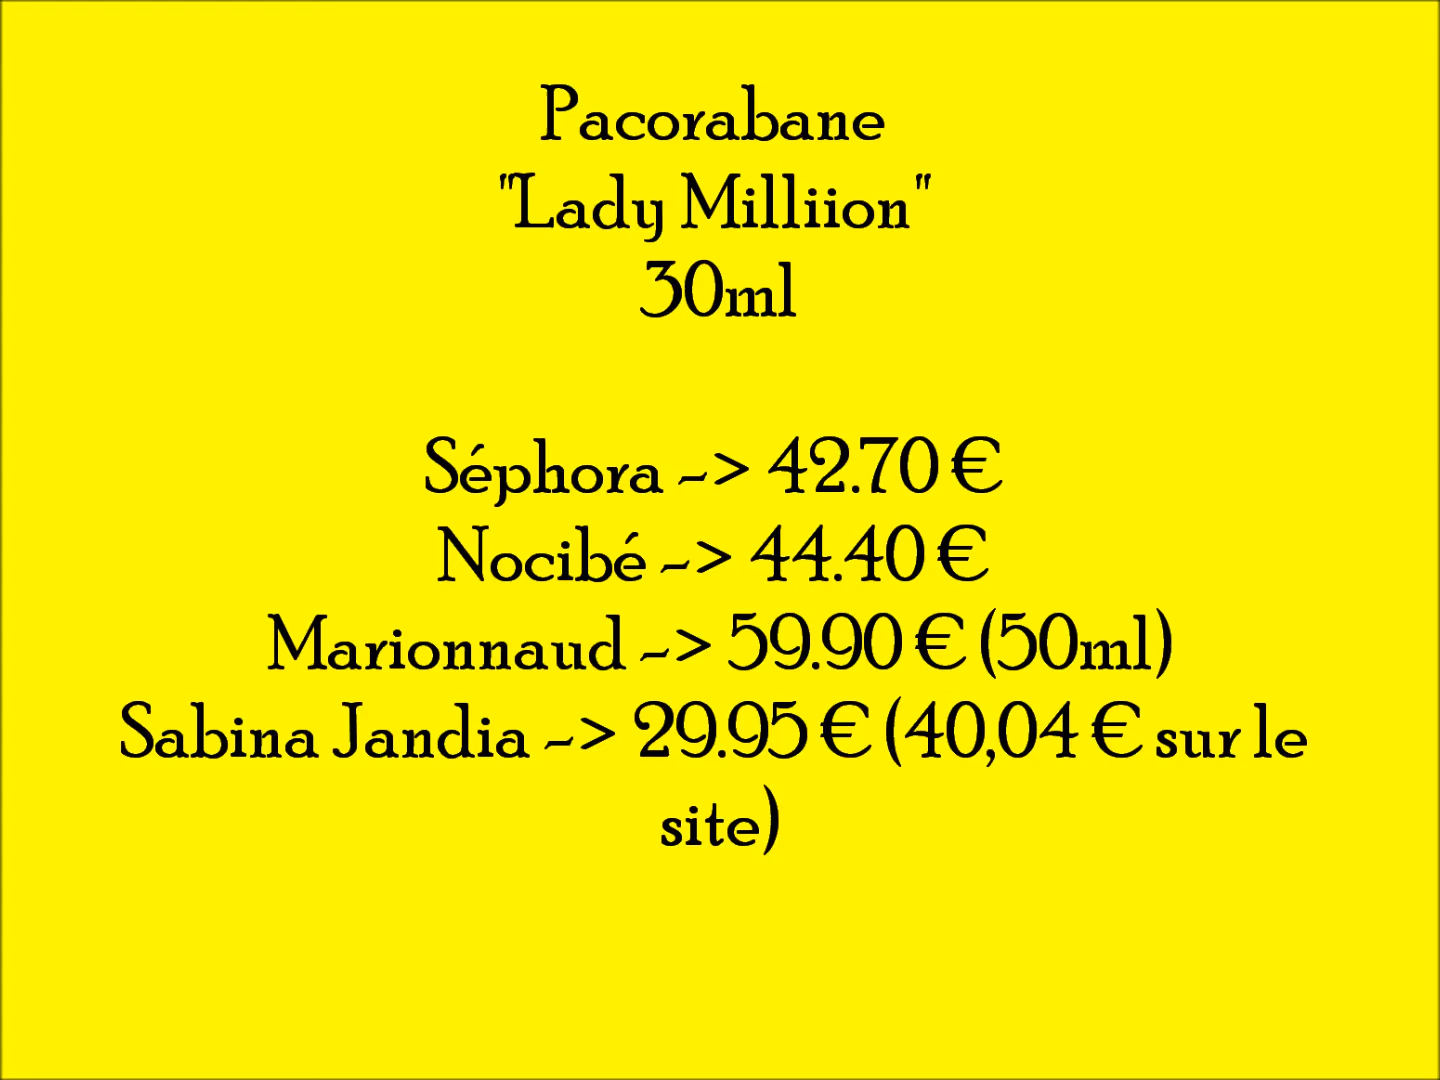 Pacorabane
"Lady Milliion"
30ml
Séphora -> 42.70 €
Nocibé -> 44.40 €
Marionnaud -> 59.90 € (50ml)
Sabina Jandia -> 29.95 € (40,04 € sur le
site)